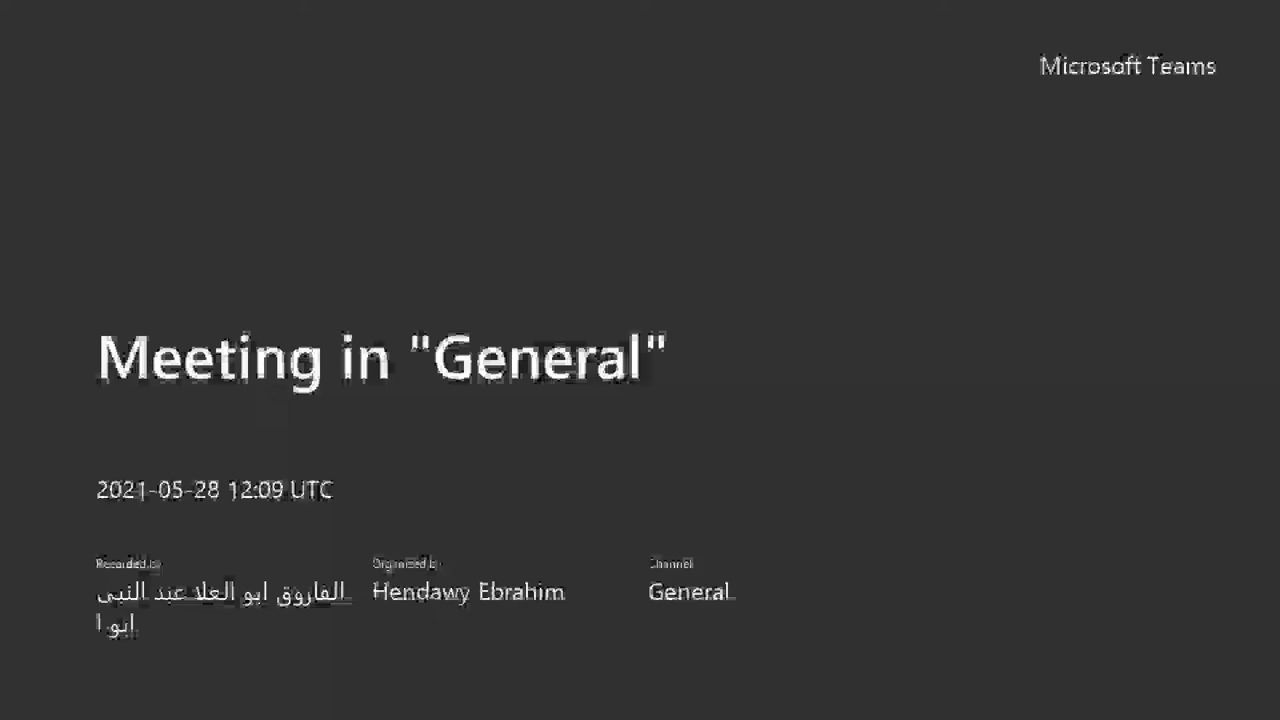 Microsoft Teams
Meeting in "General"
2021-05-28 12:09 UTC
Recorded by
Organized by
Channel
الفاروق ابو العلا عبد النبى
Hendawy Ebrahim
General
ابو ا